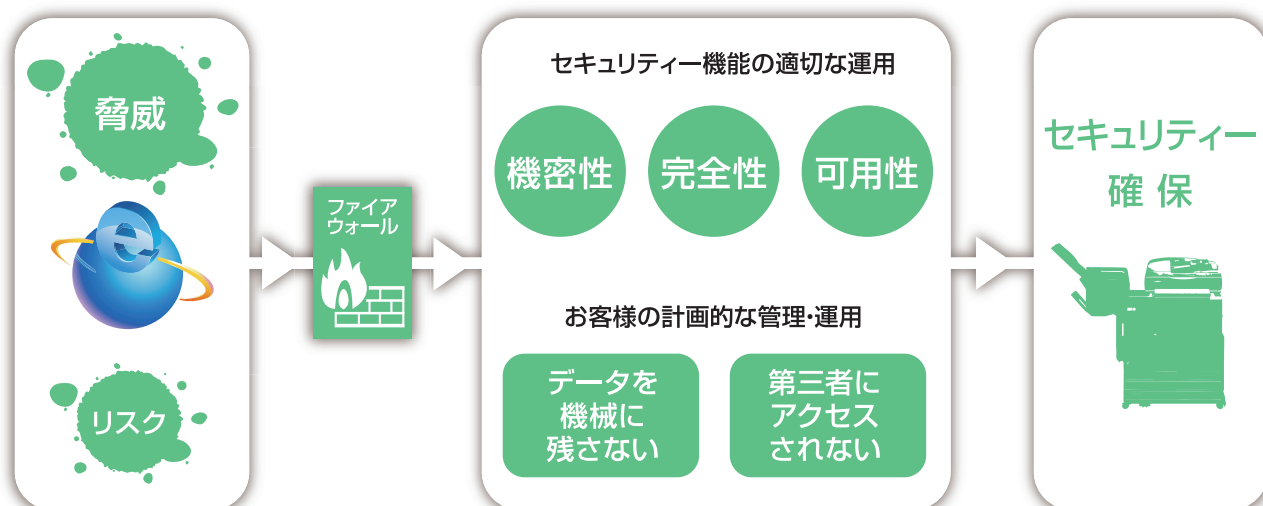 脅威
e
リスク
ファイア
ウォール
セキュリティー機能の適切な運用
機密性
完全性
可用性
お客様の計画的な管理・運用
データを
機械に
残さない
第三者に
アクセス
されない
セキュリティー
確保